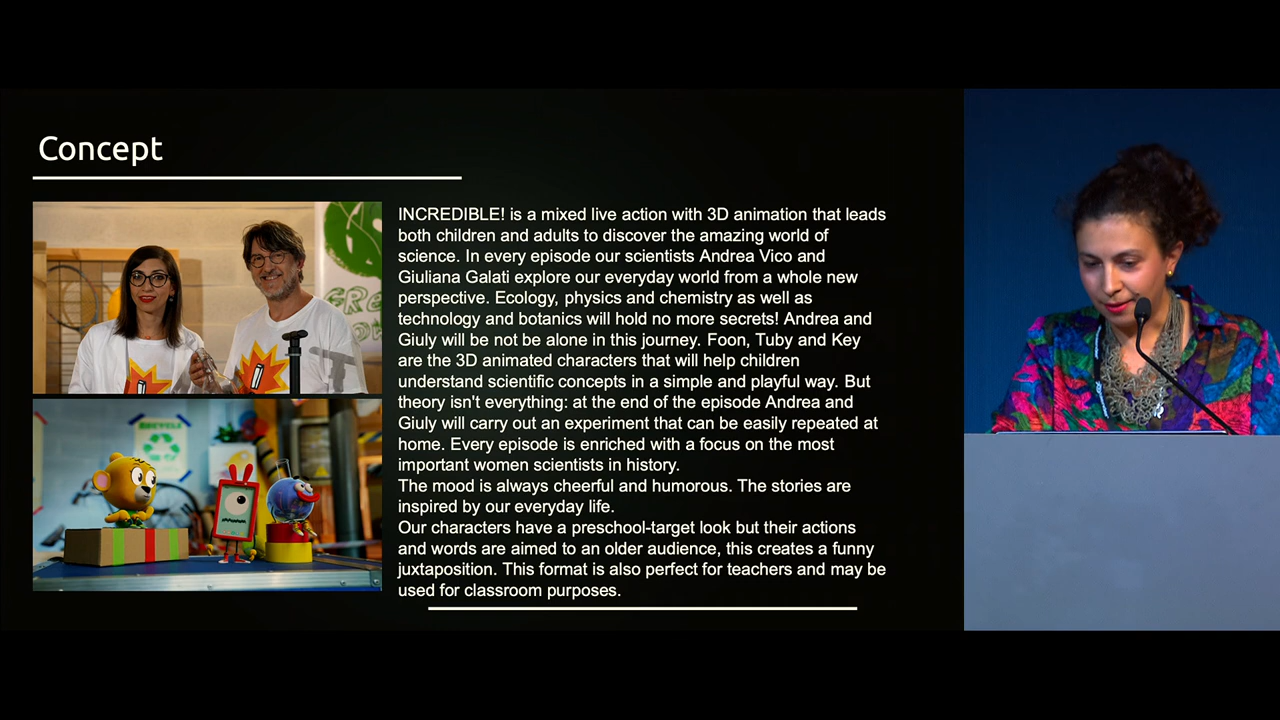 Concept
INCREDIBLE! is a mixed live action with 3D animation that leads
both children and adults to discover the amazing world of
science. In every episode our scientists Andrea Vico and
Giuliana Galati explore our everyday world from a whole new
perspective. Ecology, physics and chemistry as well as
technology and botanics will hold no more secrets! Andrea and
Giuly will be not be alone in this journey. Foon, Tuby and Key
are the 3D animated characters that will help children
understand scientific concepts in a simple and playful way. But
theory isn't everything: at the end of the episode Andrea and
Giuly will carry out an experiment that can be easily repeated at
home. Every episode is enriched with a focus on the most
important women scientists in history.
The mood is always cheerful and humorous. The stories are
inspired by our everyday life.
Our characters have a preschool-target look but their actions
and words are aimed to an older audience, this creates a funny
juxtaposition. This format is also perfect for teachers and may be
used for classroom purposes.
RECYCLE